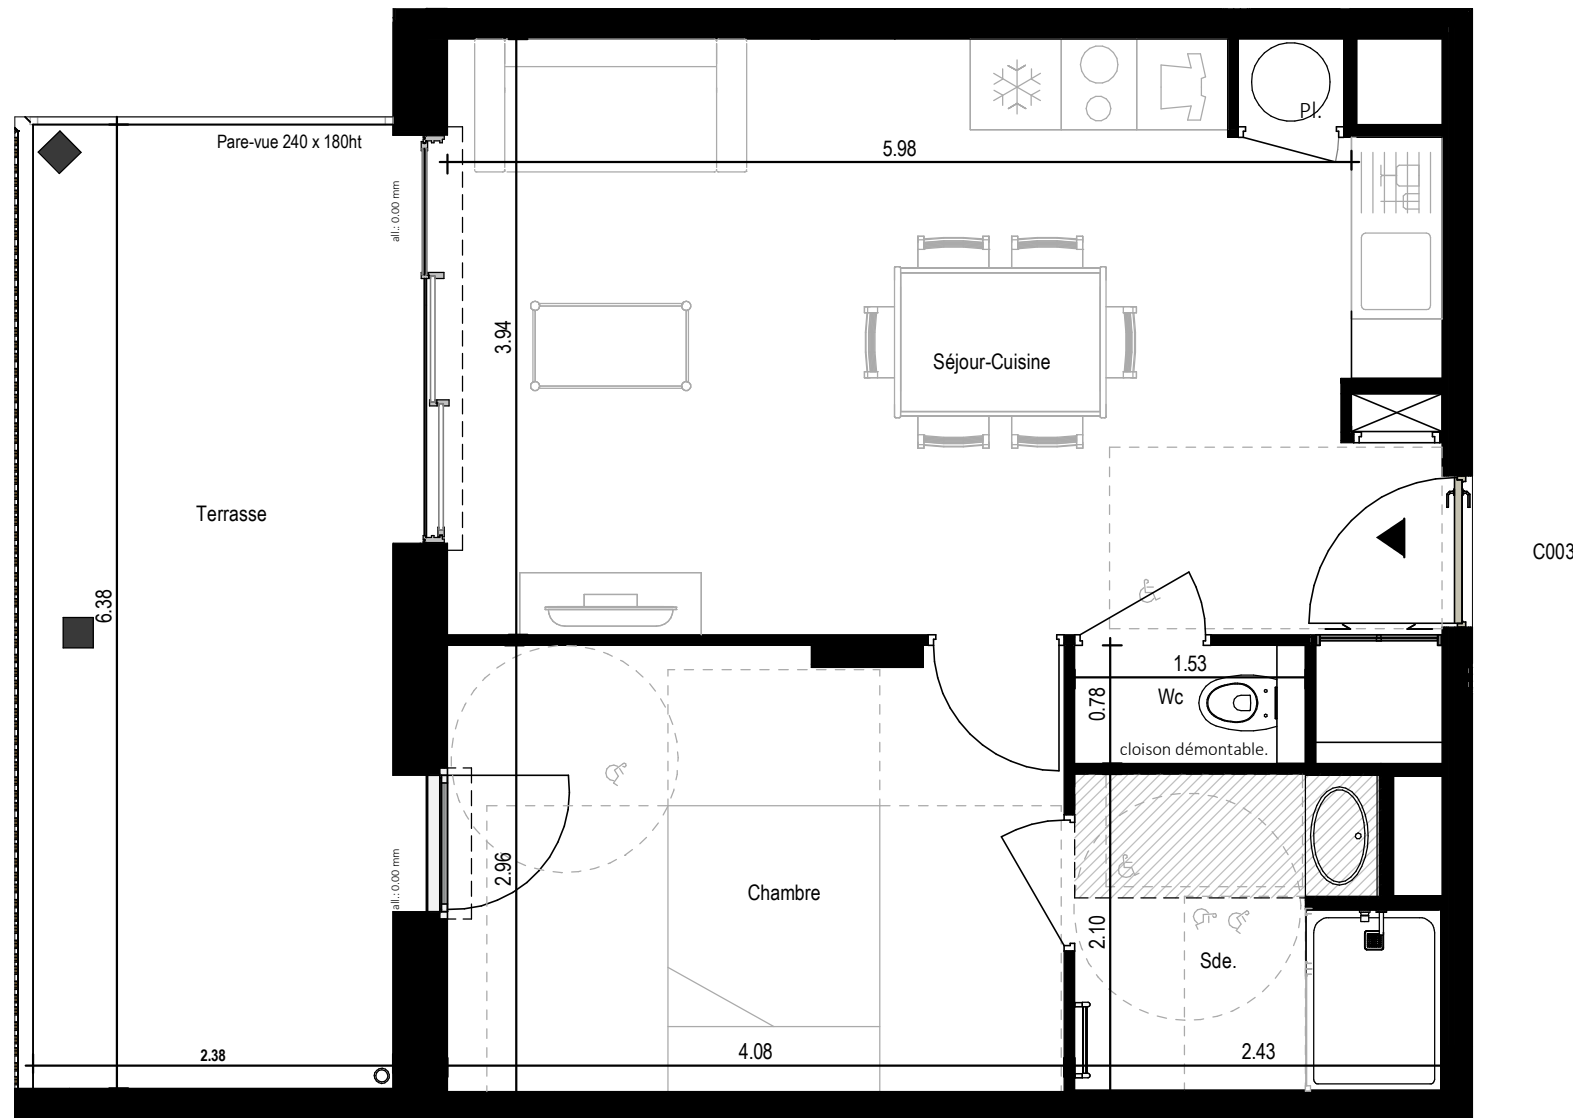 Pl.
Pare-vue 240 x 180ht
5.98
all.: 0.00 mm
3.94
Séjour-Cuisine
Terrasse
C003
6.38
1.53
Wc
0.78
cloison démontable.
2.96
all.: 0.00 mm
Chambre
2.10
Sde.
2.38
4.08
2.43